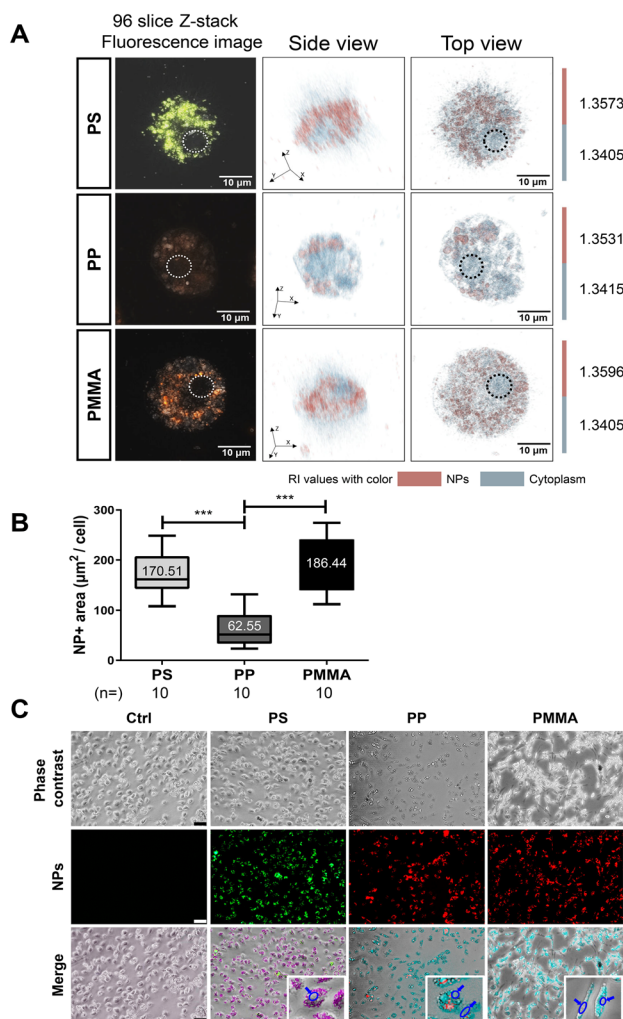 A
96 slice Z-stack
Fluorescence image
Side view
Top view
PS
10 µm
Z
Y
X
10 µm
1.3573
1.3405
PP
10 µm
Z
X
Y
10 µm
1.3531
1.3415
PMMA
10 µm
Z
X
Y
10 µm
1.3596
1.3405
RI values with color
NPs
Cytoplasm
B
NP+ area (µm2 / cell)
300
200
100
0
***
***
170.51
62.55
186.44
PS
PP
PMMA
(n=)
10
10
10
C
Ctrl
PS
PP
PMMA
Phase
contrast
NPs
Merge